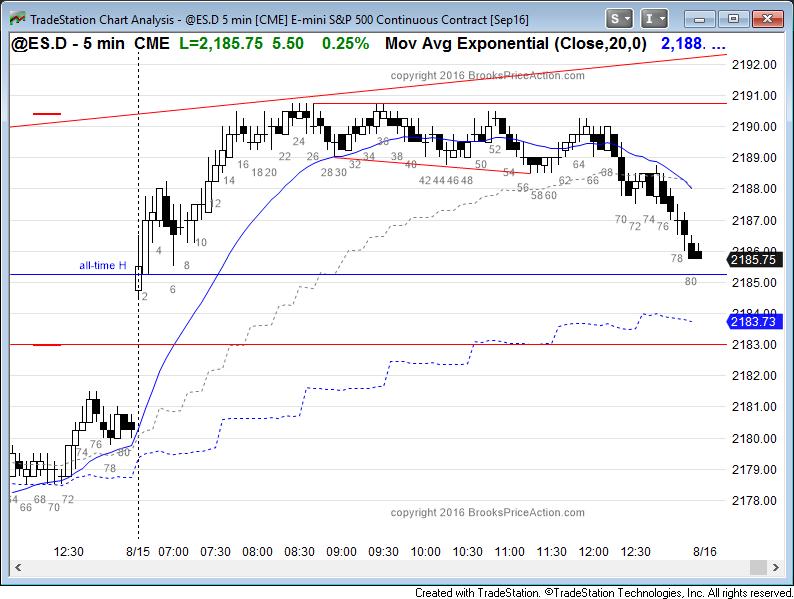 TradeStation Chart Analysis - @ES.D 5 min [CME] E-mini S&P 500 Continuous Contract [Sep16]
S I
@ES.D - 5 min CME L=2,185.75 5.50 0.25% Mov Avg Exponential (Close,20,0) 2,188. ...
copyright 2016 BrooksPriceAction.com
2192.00
2191.00
2190.00
2189.00
2188.00
2187.00
2186.00
2185.75
2185.00
2184.00
2183.73
2183.00
2182.00
2181.00
2180.00
2179.00
2178.00
all-time H
24 36 52
16 22 26 34 38 40 50 64
18 20 28 30 32 42 44 46 48 54 62 66 68
14 56 58 60
12 70 72 74 76
4 10
6 8 78
2 80
74 76 80
78
66 68 70 72
copyright 2016 BrooksPriceAction.com
12:30 8/15 07:00 07:30 08:00 08:30 09:00 09:30 10:00 10:30 11:00 11:30 12:00 12:30 8/16
Created with TradeStation. ©TradeStation Technologies, Inc. All rights reserved.